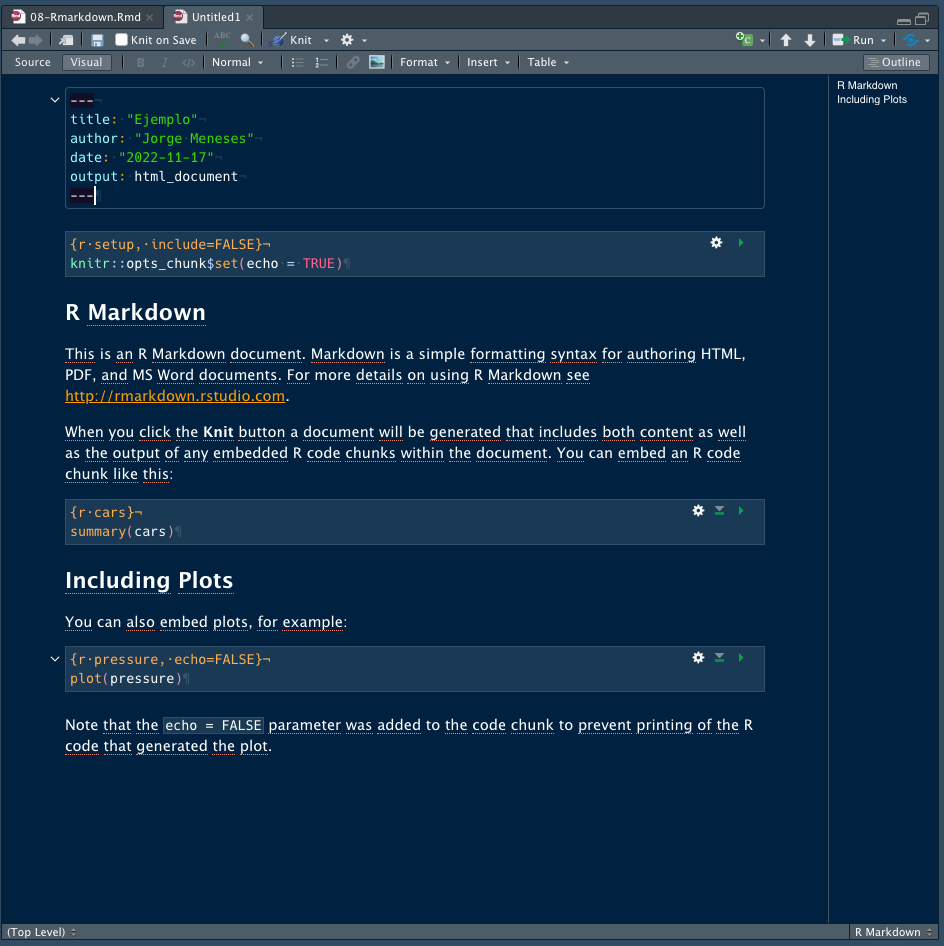 08-Rmarkdown.Rmd Untitled1
Knit on Save ABC Knit Run
Source Visual B I </> Normal Format Insert Table Outline
R Markdown
Including Plots
---
title: "Ejemplo"
author: "Jorge Meneses"
date: "2022-11-17"
output: html_document
---
{r setup, include=FALSE}
knitr::opts_chunk$set(echo = TRUE)
R Markdown
This is an R Markdown document. Markdown is a simple formatting syntax for authoring HTML,
PDF, and MS Word documents. For more details on using R Markdown see
http://rmarkdown.rstudio.com.
When you click the Knit button a document will be generated that includes both content as well
as the output of any embedded R code chunks within the document. You can embed an R code
chunk like this:
{r cars}
summary(cars)
Including Plots
You can also embed plots, for example:
{r pressure, echo=FALSE}
plot(pressure)
Note that the echo = FALSE parameter was added to the code chunk to prevent printing of the R
code that generated the plot.
(Top Level) R Markdown